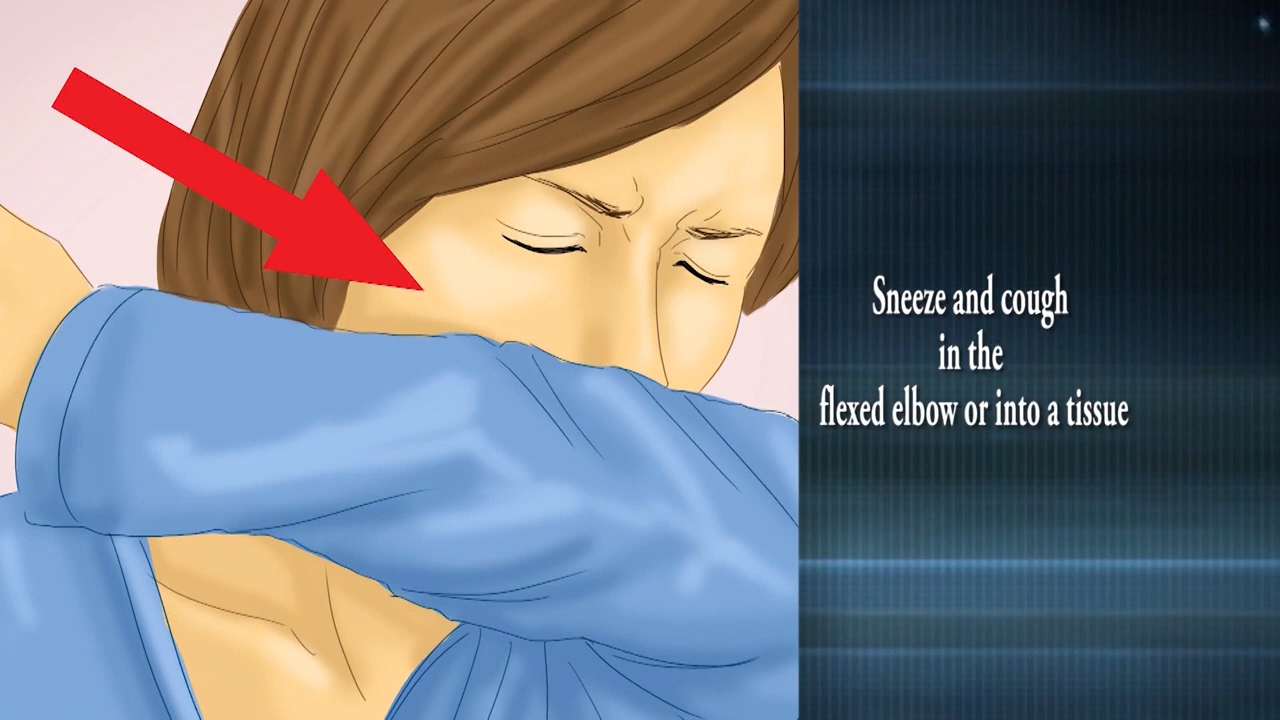 Sneeze and cough
in the
flexed elbow or into a tissue